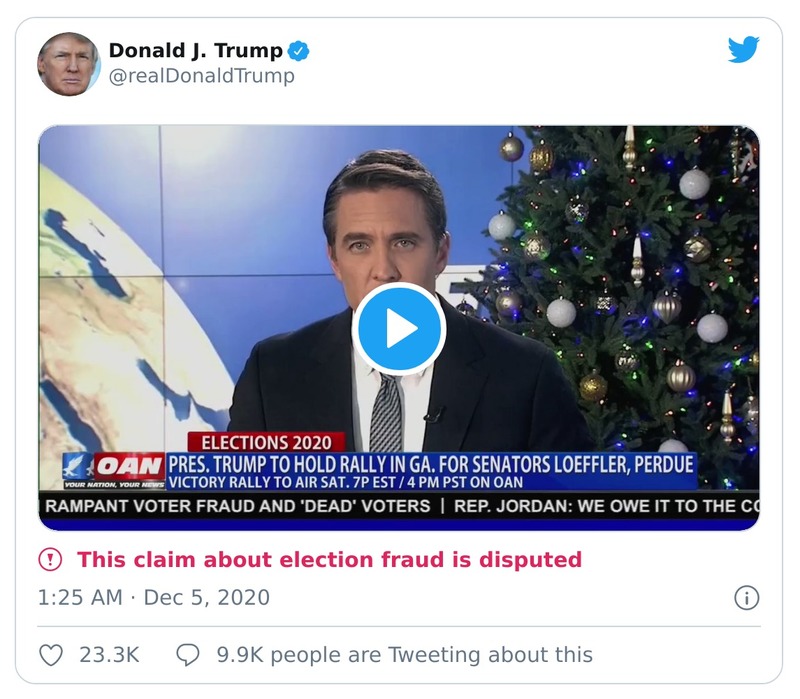 Donald J. Trump
@realDonaldTrump
ELECTIONS 2020
OAN
YOUR NATION, YOUR NEWS
PRES. TRUMP TO HOLD RALLY IN GA. FOR SENATORS LOEFFLER, PERDUE
VICTORY RALLY TO AIR SAT. 7P EST / 4 PM PST ON OAN
RAMPANT VOTER FRAUD AND 'DEAD' VOTERS | REP. JORDAN: WE OWE IT TO THE
This claim about election fraud is disputed
1:25 AM · Dec 5, 2020
23.3K
9.9K people are Tweeting about this